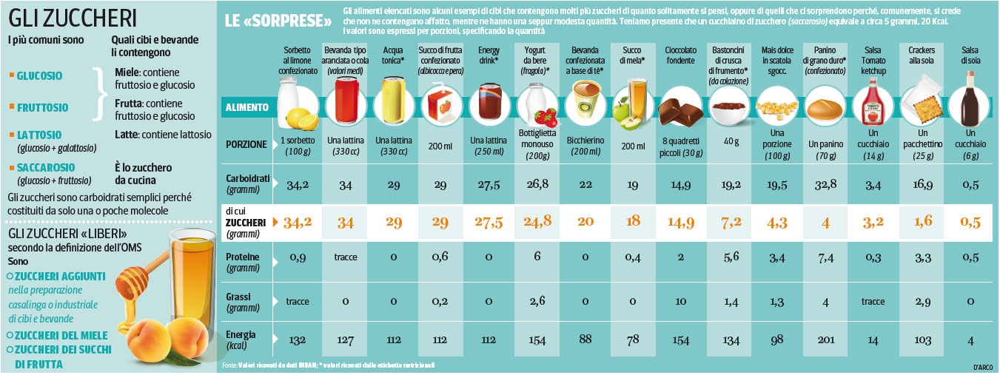 GLI ZUCCHERI
I più comuni sono
Quali cibi e bevande
li contengono
GLUCOSIO
FRUTTOSIO
Miele: contiene
fruttosio e glucosio
Frutta: contiene
fruttosio e glucosio
LATTOSIO
(glucosio + galattosio)
Latte: contiene lattosio
SACCAROSIO
(glucosio + fruttosio)
È lo zucchero
da cucina
Gli zuccheri sono carboidrati semplici perché
costituiti da solo una o poche molecole
GLI ZUCCHERI «LIBERI»
secondo la definizione dell'OMS
Sono
ZUCCHERI AGGIUNTI
nella preparazione
casalinga o industriale
di cibi e bevande
ZUCCHERI DEL MIELE
ZUCCHERI DEI SUCCHI
DI FRUTTA
LE «SORPRESE»
Gli alimenti elencati sono alcuni esempi di cibi che contengono molti più zuccheri di quanto solitamente si pensi, oppure di quelli che ci sorprendono perché, comunemente, si crede
che non ne contengano affatto, mentre ne hanno una seppur modesta quantità. Teniamo presente che un cucchiaino di zucchero (saccarosio) equivale a circa 5 grammi, 20 Kcal.
I valori sono espressi per porzioni, specificando la quantità
ALIMENTO
Sorbetto
al limone
confezionato
Bevanda tipo
aranciata o cola
(valori medi)
Acqua
tonica*
Succo di frutta
confezionato
(albicocca e pera)
Energy
drink*
Yogurt
da bere
(fragola)*
Bevanda
confezionata
a base di tè*
Succo
di mela*
Cioccolato
fondente
Bastoncini
di crusca
di frumento*
(da colazione)
Mais dolce
in scatola
sgocc.
Panino
di grano duro*
(confezionato)
Salsa
Tomato
ketchup
Crackers
alla soia
Salsa
di soia
TOMATO
KETCHUP
PORZIONE
1 sorbetto
(100 g)
Una lattina
(330 cc)
Una lattina
(330 cc)
200 ml
Una lattina
(250 ml)
Bottiglietta
monouso
(200g)
Bicchierino
(200 ml)
200 ml
8 quadretti
piccoli (30 g)
40 g
Una
porzione
(100 g)
Un panino
(70 g)
Un
cucchiaio
(14 g)
Un
pacchettino
(25 g)
Un
cucchiaio
(6 g)
Carboidrati
(grammi)
34,2 34 29 29 27,5 26,8 22 19 14,9 19,2 19,5 32,8 3,4 16,9 0,5
di cui
ZUCCHERI
(grammi)
34,2 34 29 29 27,5 24,8 20 18 14,9 7,2 4,3 4 3,2 1,6 0,5
Proteine
(grammi)
0,9 tracce 0 0,6 0 6 0 0,4 2 5,6 3,4 7,4 0,3 3,3 0,5
Grassi
(grammi)
tracce 0 0 0,2 0 2,6 0 0 10 1,4 1,3 4 tracce 2,9 0
Energia
(kcal)
132 127 112 112 112 154 88 78 154 134 98 201 14 103 4
Fonte: Valori ricavati da dati INRAN; * valori ricavati dalle etichette nutrizionali
D'ARCO